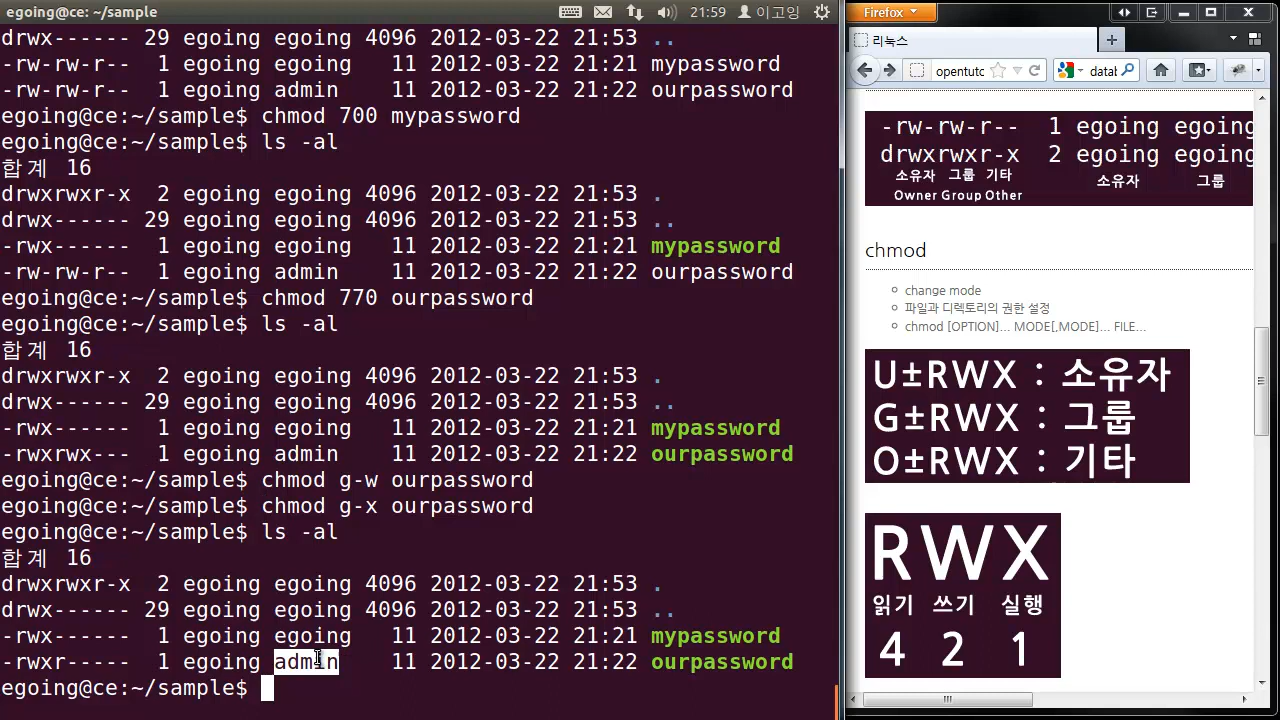 egoing@ce: ~/sample
21:59
이고잉
drwx------ 29 egoing egoing 4096 2012-03-22 21:53 ..
-rw-rw-r-- 1 egoing egoing 11 2012-03-22 21:21 mypassword
-rw-rw-r-- 1 egoing admin 11 2012-03-22 21:22 ourpassword
egoing@ce:~/sample$ chmod 700 mypassword
egoing@ce:~/sample$ ls -al
합계 16
drwxrwxr-x 2 egoing egoing 4096 2012-03-22 21:53 .
drwx------ 29 egoing egoing 4096 2012-03-22 21:53 ..
-rwx------ 1 egoing egoing 11 2012-03-22 21:21 mypassword
-rw-rw-r-- 1 egoing admin 11 2012-03-22 21:22 ourpassword
egoing@ce:~/sample$ chmod 770 ourpassword
egoing@ce:~/sample$ ls -al
합계 16
drwxrwxr-x 2 egoing egoing 4096 2012-03-22 21:53 .
drwx------ 29 egoing egoing 4096 2012-03-22 21:53 ..
-rwx------ 1 egoing egoing 11 2012-03-22 21:21 mypassword
-rwxrwx--- 1 egoing admin 11 2012-03-22 21:22 ourpassword
egoing@ce:~/sample$ chmod g-w ourpassword
egoing@ce:~/sample$ chmod g-x ourpassword
egoing@ce:~/sample$ ls -al
합계 16
drwxrwxr-x 2 egoing egoing 4096 2012-03-22 21:53 .
drwx------ 29 egoing egoing 4096 2012-03-22 21:53 ..
-rwx------ 1 egoing egoing 11 2012-03-22 21:21 mypassword
-rwxr----- 1 egoing admin 11 2012-03-22 21:22 ourpassword
egoing@ce:~/sample$
Firefox
리눅스
opentuto
datab
-rw-rw-r-- 1 egoing egoing
drwxrwxr-x 2 egoing egoing
소유자 그룹 기타 소유자 그룹
Owner Group Other
chmod
change mode
파일과 디렉토리의 권한 설정
chmod [OPTION]... MODE[,MODE]... FILE...
U±RWX : 소유자
G±RWX : 그룹
O±RWX : 기타
RWX
읽기 쓰기 실행
4 2 1